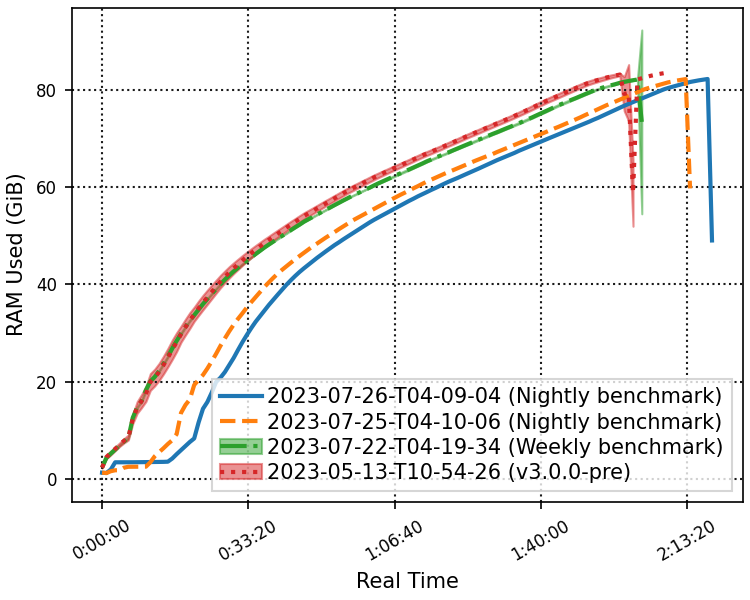 80
60
40
20
0
RAM Used (GiB)
2023-07-26-T04-09-04 (Nightly benchmark)
2023-07-25-T04-10-06 (Nightly benchmark)
2023-07-22-T04-19-34 (Weekly benchmark)
2023-05-13-T10-54-26 (v3.0.0-pre)
0:00:00
0:33:20
1:06:40
1:40:00
2:13:20
Real Time